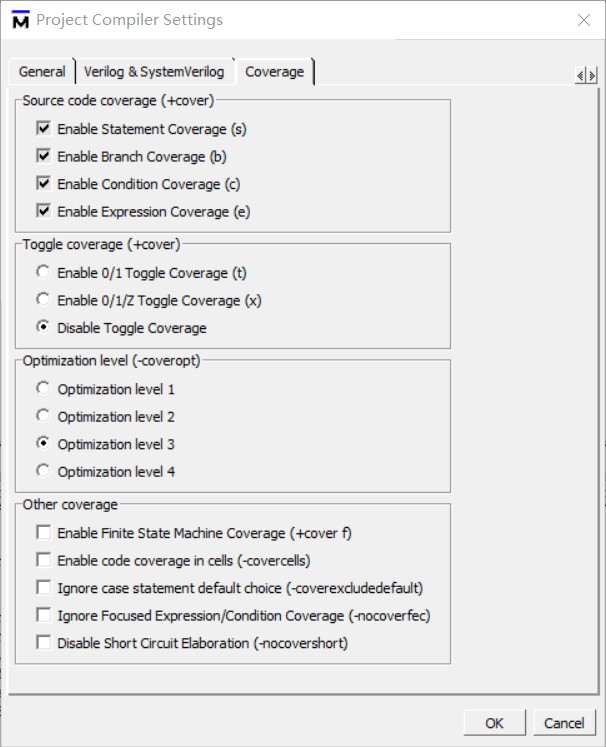 Project Compiler Settings
General
Verilog & SystemVerilog
Coverage
Source code coverage (+cover)
Enable Statement Coverage (s)
Enable Branch Coverage (b)
Enable Condition Coverage (c)
Enable Expression Coverage (e)
Toggle coverage (+cover)
Enable 0/1 Toggle Coverage (t)
Enable 0/1/Z Toggle Coverage (x)
Disable Toggle Coverage
Optimization level (-coveropt)
Optimization level 1
Optimization level 2
Optimization level 3
Optimization level 4
Other coverage
Enable Finite State Machine Coverage (+cover f)
Enable code coverage in cells (-covercells)
Ignore case statement default choice (-coverexcludedefault)
Ignore Focused Expression/Condition Coverage (-nocoverfec)
Disable Short Circuit Elaboration (-nocovershort)
OK
Cancel